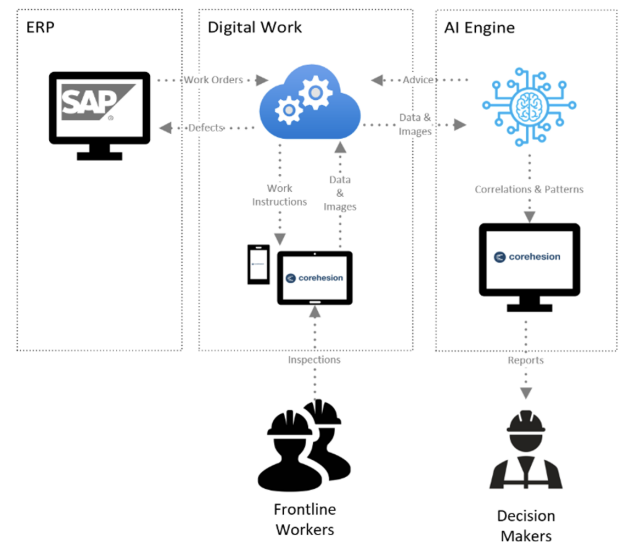 ERP
Digital Work
AI Engine
SAP
®
Work Orders
Advice
Defects
Data &
Images
Work
Instructions
Data
&
Images
Correlations & Patterns
corehesion
corehesion
Inspections
Reports
Frontline
Workers
Decision
Makers